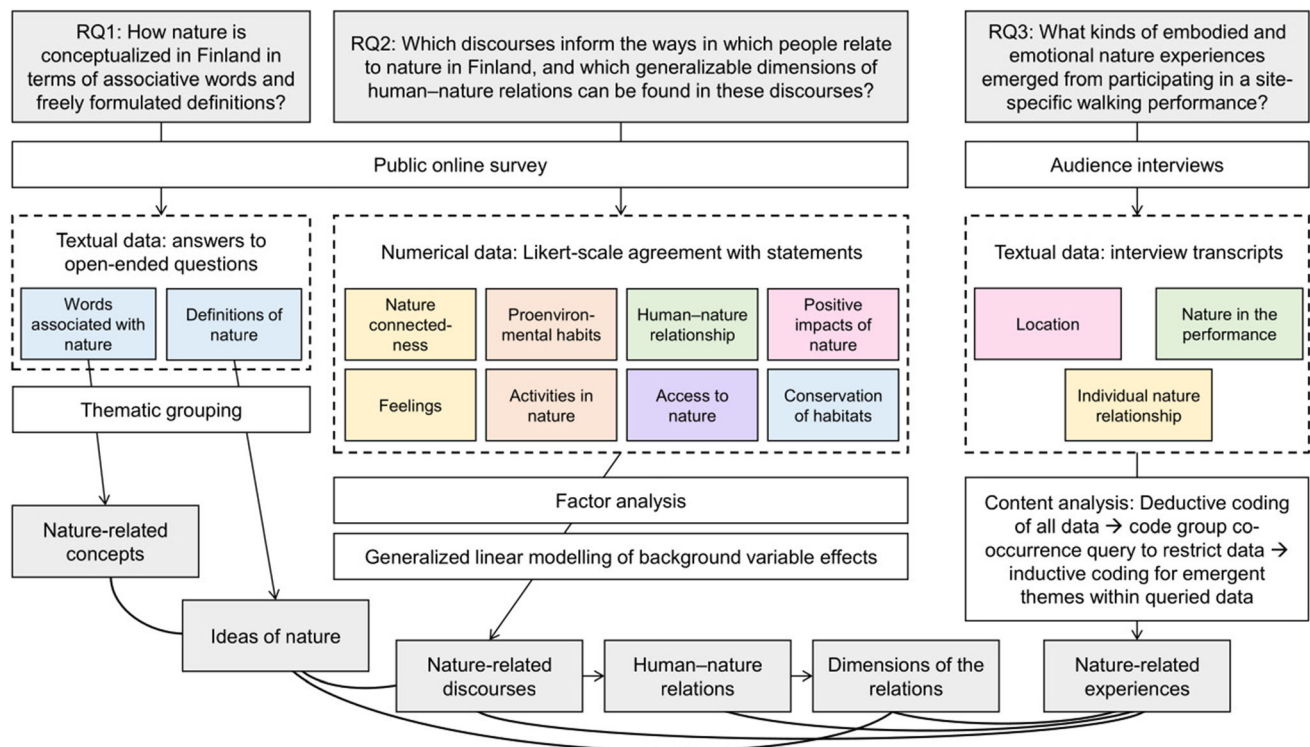 RQ1: How nature is
conceptualized in Finland in
terms of associative words and
freely formulated definitions?
RQ2: Which discourses inform the ways in which people relate
to nature in Finland, and which generalizable dimensions of
human–nature relations can be found in these discourses?
RQ3: What kinds of embodied and
emotional nature experiences
emerged from participating in a site-
specific walking performance?
Public online survey
Audience interviews
Textual data: answers to
open-ended questions
Words
associated with
nature
Definitions of
nature
Numerical data: Likert-scale agreement with statements
Nature
connected-
ness
Proenviron-
mental habits
Human–nature
relationship
Positive
impacts of
nature
Feelings
Activities in
nature
Access to
nature
Conservation
of habitats
Textual data: interview transcripts
Location
Nature in the
performance
Individual nature
relationship
Thematic grouping
Factor analysis
Generalized linear modelling of background variable effects
Content analysis: Deductive coding
of all data → code group co-
occurrence query to restrict data →
inductive coding for emergent
themes within queried data
Nature-related
concepts
Ideas of nature
Nature-related
discourses
Human–nature
relations
Dimensions of the
relations
Nature-related
experiences